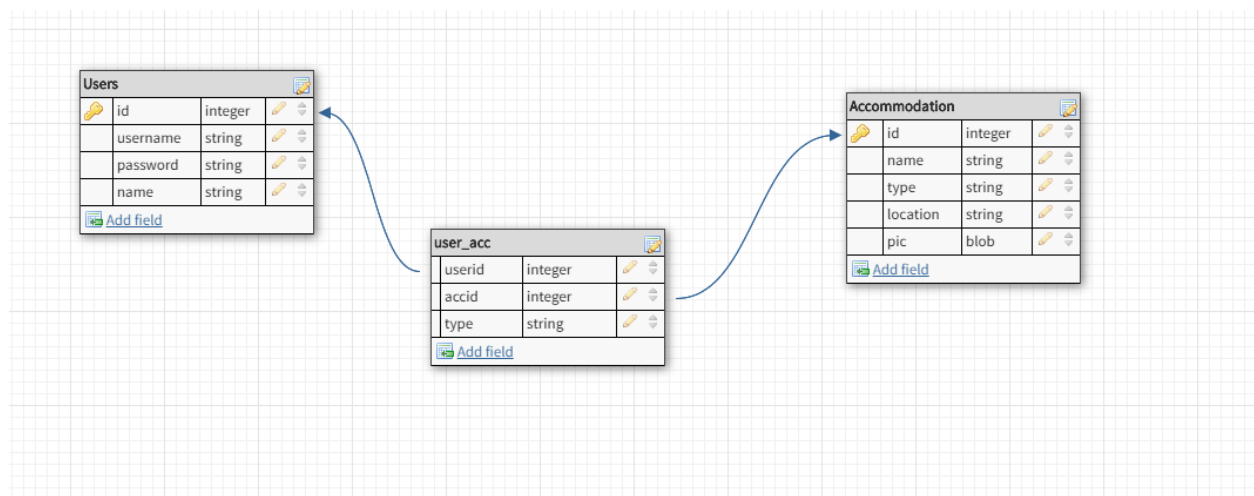 Users
id integer
username string
password string
name string
Add field
user_acc
userid integer
accid integer
type string
Add field
Accommodation
id integer
name string
type string
location string
pic blob
Add field